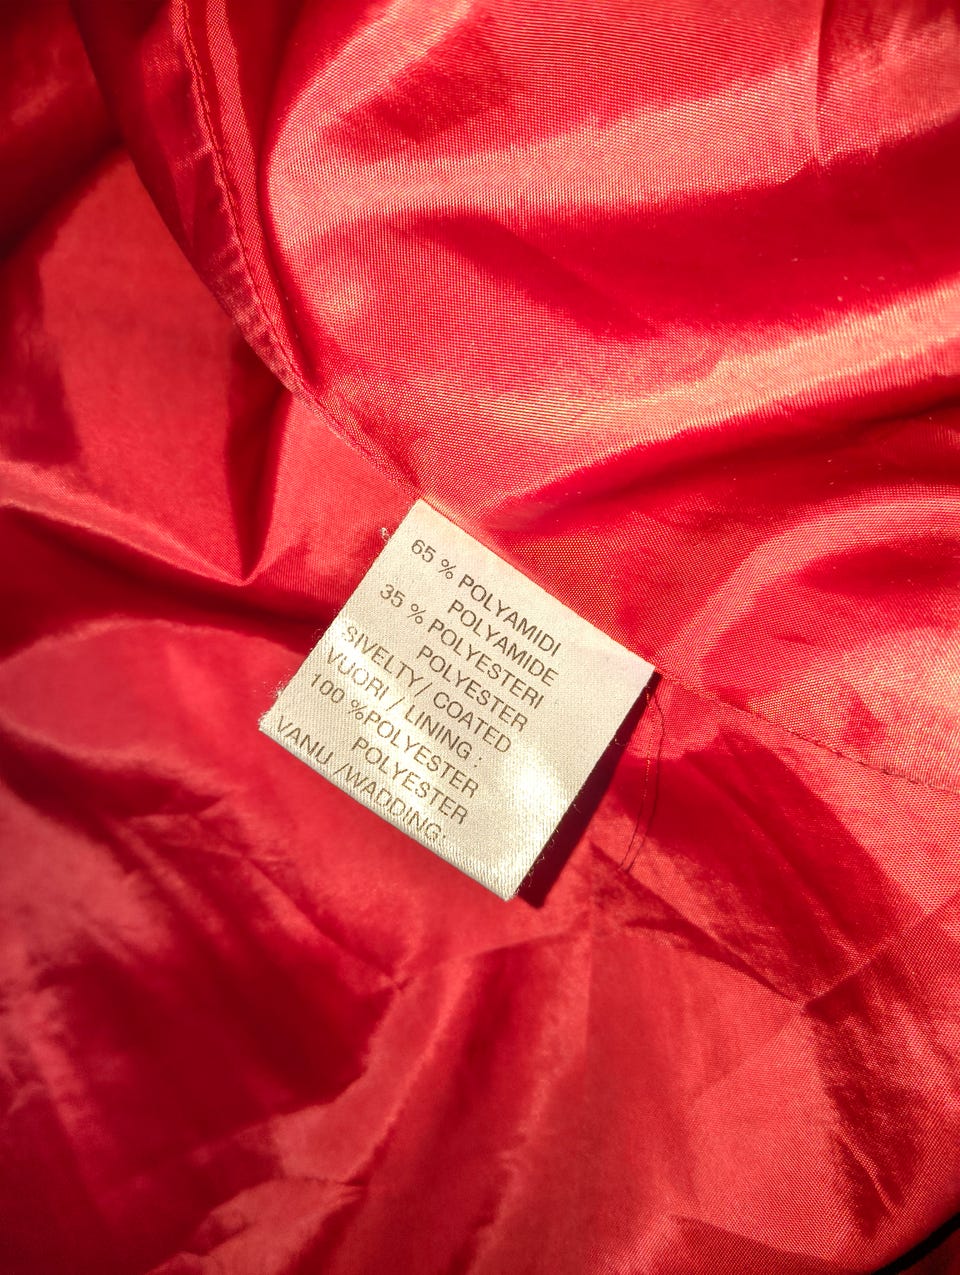 65 % POLYAMIDI
POLYAMIDE
35 % POLYESTERI
POLYESTER
SIVELTY/ COATED
VUORI / LINING :
100 %POLYESTER
POLYESTER
VANU /WADDING: